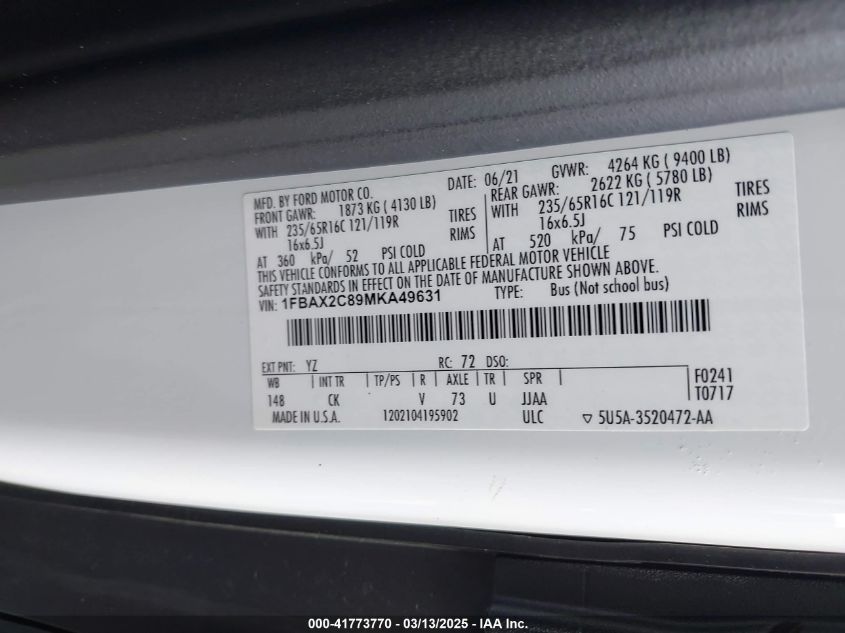 MFD. BY FORD MOTOR CO. DATE: 06/21 GVWR: 4264 KG ( 9400 LB)
FRONT GAWR: 1873 KG ( 4130 LB) REAR GAWR: 2622 KG ( 5780 LB)
WITH 235/65R16C 121/119R TIRES WITH 235/65R16C 121/119R TIRES
16x6.5J RIMS 16x6.5J RIMS
AT 360 kPa/ 52 PSI COLD AT 520 kPa/ 75 PSI COLD
THIS VEHICLE CONFORMS TO ALL APPLICABLE FEDERAL MOTOR VEHICLE
SAFETY STANDARDS IN EFFECT ON THE DATE OF MANUFACTURE SHOWN ABOVE.
VIN: 1FBAX2C89MKA49631 TYPE: Bus (Not school bus)
EXT PNT: YZ RC: 72 DSO:
WB INT TR TP/PS R AXLE TR SPR F0241
148 CK V 73 U JJAA T0717
MADE IN U.S.A. 1202104195902 ULC ▽ 5U5A-3520472-AA
000-41773770 - 03/13/2025 - IAA Inc.